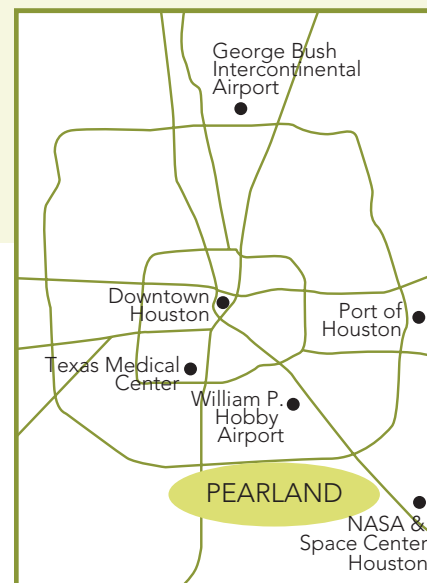 George Bush
Intercontinental
Airport
Downtown
Houston
Port of
Houston
Texas Medical
Center
William P.
Hobby
Airport
PEARLAND
NASA &
Space Center
Houston